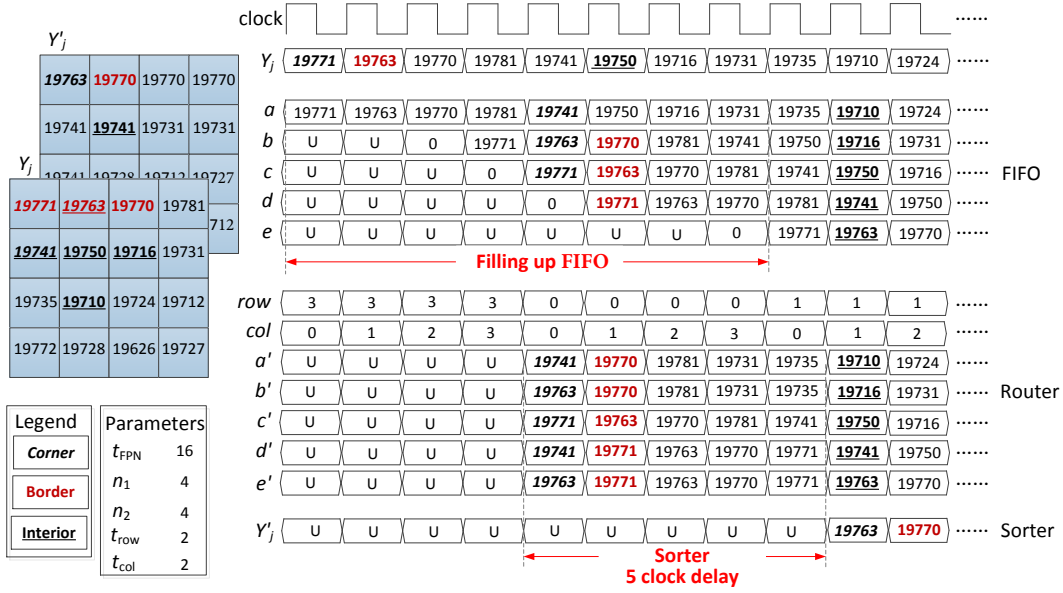 clock ......
Y'j
Yj 19771 19763 19770 19781 19750 19716 19731 19735 19710 19724 ......
19763 19770 19770 19770
19741 19741 19731 19731
19741 19728 19712 19727
712
Yj
19771 19763 19770 19781
19741 19750 19716 19731
19735 19710 19724 19712
19772 19728 19626 19727
a 19771 19763 19770 19781 19741 19750 19716 19731 19735 19710 19724 ......
b U U 0 19771 19763 19770 19781 19741 19750 19716 19731 ......
c U U U 0 19771 19763 19770 19781 19741 19750 19716 ...... FIFO
d U U U U 0 19771 19763 19770 19781 19741 19750 ......
e U U U U U U U 0 19771 19763 19770 ......
Filling up FIFO
row 3 3 3 3 0 0 0 0 1 1 1 ......
col 0 1 2 3 0 1 2 3 0 1 2 ......
a' U U U U 19741 19770 19781 19731 19735 19710 19724 ......
b' U U U U 19763 19770 19781 19731 19735 19716 19731 ...... Router
c' U U U U 19771 19763 19770 19781 19741 19750 19716 ......
d' U U U U 19741 19771 19763 19770 19771 19741 19750 ......
e' U U U U 19763 19771 19763 19770 19771 19763 19770 ......
Y'j U U U U U U U U U 19763 19770 ...... Sorter
Sorter
5 clock delay
Legend
Corner
Border
Interior
Parameters
tFPN 16
n1 4
n2 4
trow 2
tcol 2